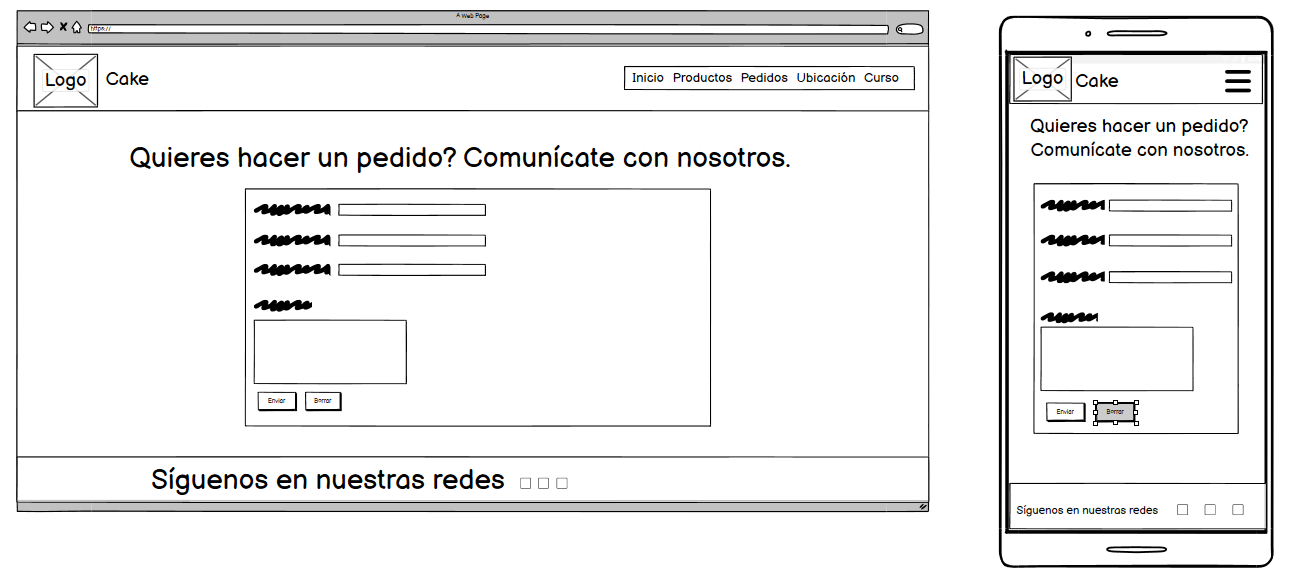 A Web Page
https://
Logo
Cake
Inicio Productos Pedidos Ubicación Curso
Quieres hacer un pedido? Comunícate con nosotros.
Enviar Borrar
Síguenos en nuestras redes
Logo
Cake
Quieres hacer un pedido?
Comunícate con nosotros.
Enviar Borrar
Síguenos en nuestras redes